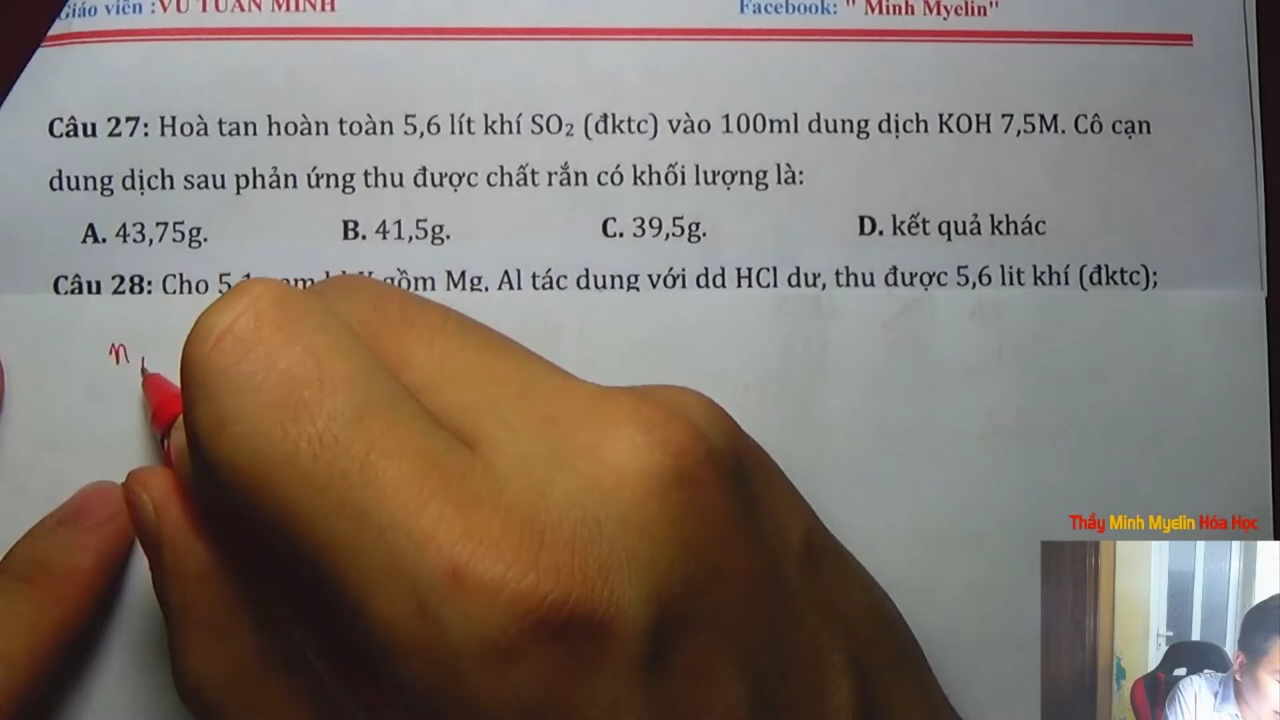 Giáo viên :VŨ TUẤN MINH
Facebook: " Minh Myelin"
Câu 27: Hoà tan hoàn toàn 5,6 lít khí SO₂ (đktc) vào 100ml dung dịch KOH 7,5M. Cô cạn
dung dịch sau phản ứng thu được chất rắn có khối lượng là:
A. 43,75g. B. 41,5g. C. 39,5g. D. kết quả khác
Câu 28: Cho gồm Mg, Al tác dụng với dd HCl dư, thu được 5,6 lit khí (đktc);
n
Thầy Minh Myelin Hóa Học